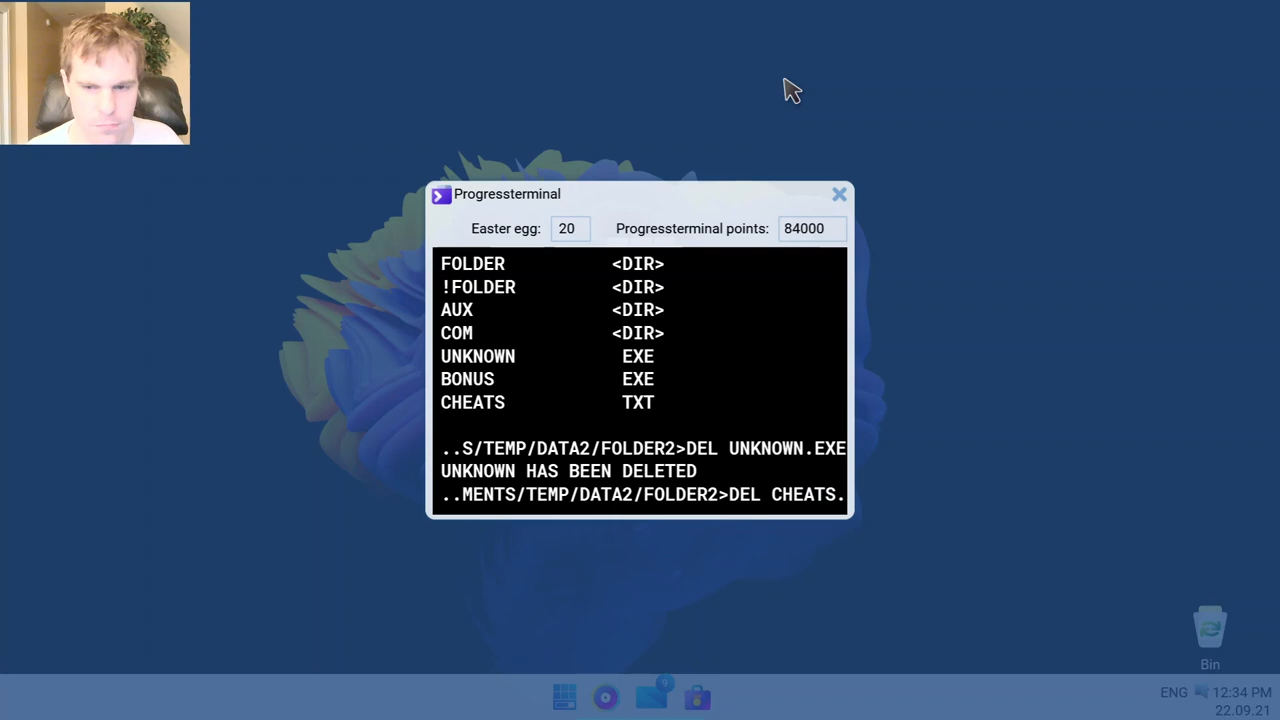 Progressterminal
Easter egg: 20 Progressterminal points: 84000
FOLDER <DIR>
!FOLDER <DIR>
AUX <DIR>
COM <DIR>
UNKNOWN EXE
BONUS EXE
CHEATS TXT
..S/TEMP/DATA2/FOLDER2>DEL UNKNOWN.EXE
UNKNOWN HAS BEEN DELETED
..MENTS/TEMP/DATA2/FOLDER2>DEL CHEATS.
Bin
9
ENG 12:34 PM
22.09.21